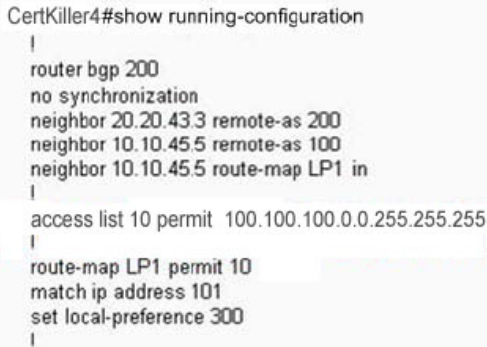 CertKiller4#show running-configuration
!
router bgp 200
no synchronization
neighbor 20.20.43.3 remote-as 200
neighbor 10.10.45.5 remote-as 100
neighbor 10.10.45.5 route-map LP1 in
!
access list 10 permit 100.100.100.0.0.255.255.255
!
route-map LP1 permit 10
match ip address 101
set local-preference 300
!